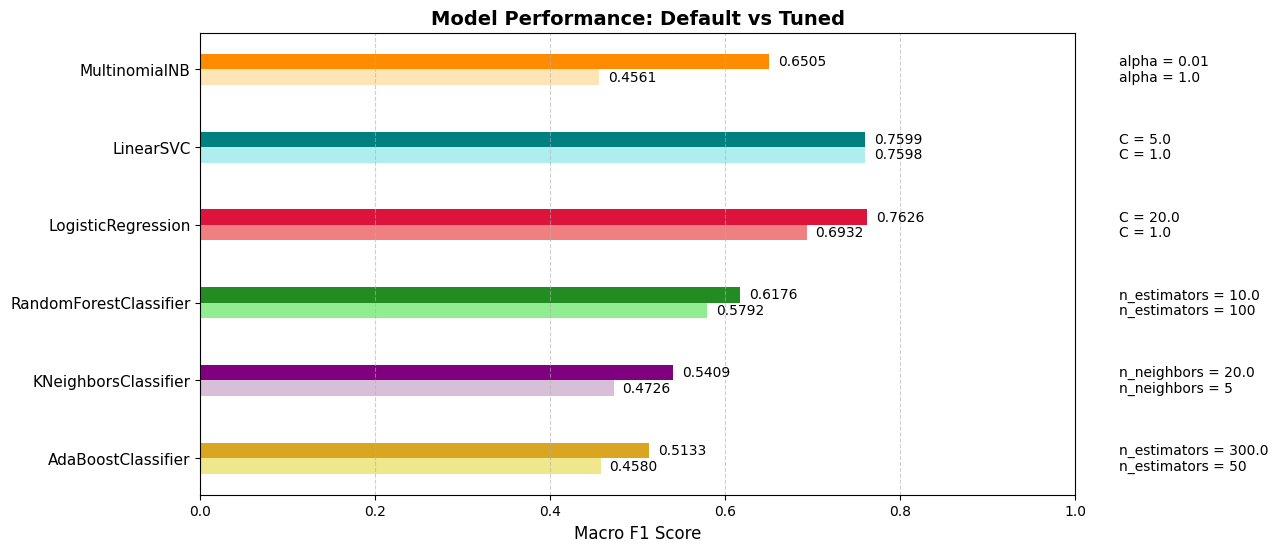 Model Performance: Default vs Tuned
MultinomialNB
0.6505
alpha = 0.01
0.4561
alpha = 1.0
LinearSVC
0.7599
C = 5.0
0.7598
C = 1.0
LogisticRegression
0.7626
C = 20.0
0.6932
C = 1.0
RandomForestClassifier
0.6176
n_estimators = 10.0
0.5792
n_estimators = 100
KNeighborsClassifier
0.5409
n_neighbors = 20.0
0.4726
n_neighbors = 5
AdaBoostClassifier
0.5133
n_estimators = 300.0
0.4580
n_estimators = 50
0.0 0.2 0.4 0.6 0.8 1.0
Macro F1 Score